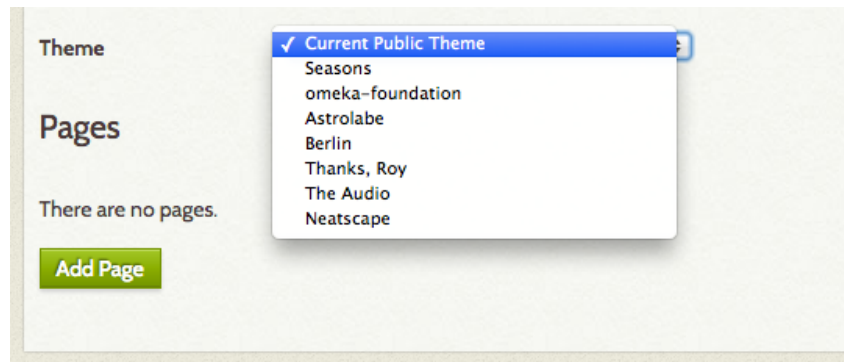 Theme
✓ Current Public Theme
Seasons
omeka-foundation
Astrolabe
Berlin
Thanks, Roy
The Audio
Neatscape
Pages
There are no pages.
Add Page